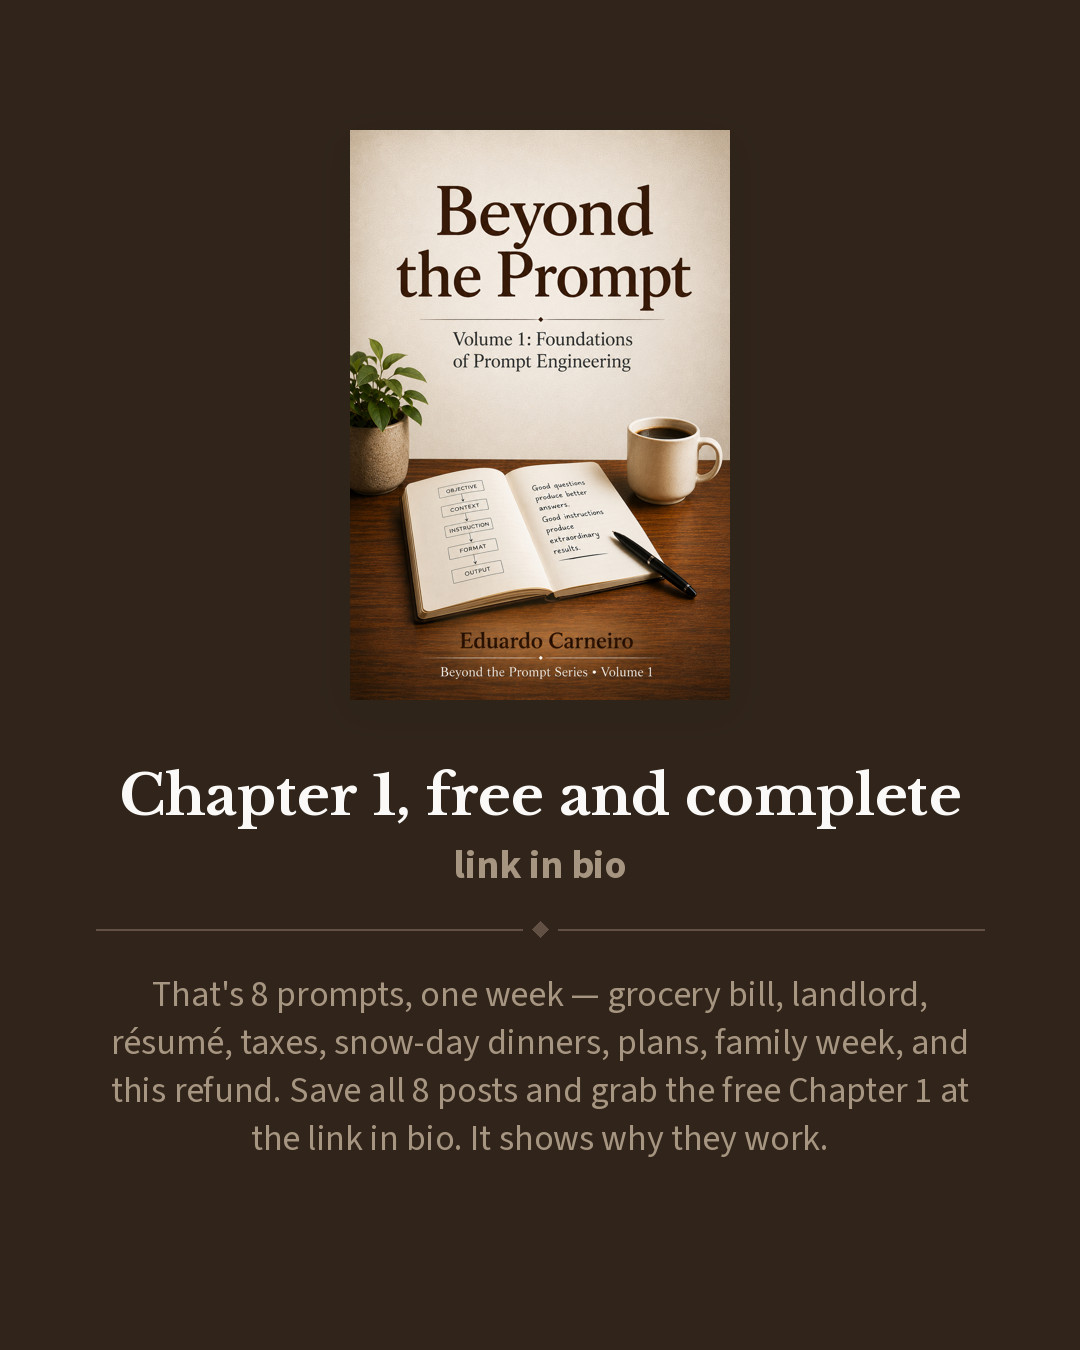 Beyond
the Prompt
Volume 1: Foundations
of Prompt Engineering
OBJECTIVE
CONTEXT
INSTRUCTION
FORMAT
OUTPUT
Good questions
produce better
answers.
Good instructions
produce
extraordinary
results.
Eduardo Carneiro
Beyond the Prompt Series • Volume 1
Chapter 1, free and complete
link in bio
That's 8 prompts, one week — grocery bill, landlord,
résumé, taxes, snow-day dinners, plans, family week, and
this refund. Save all 8 posts and grab the free Chapter 1 at
the link in bio. It shows why they work.